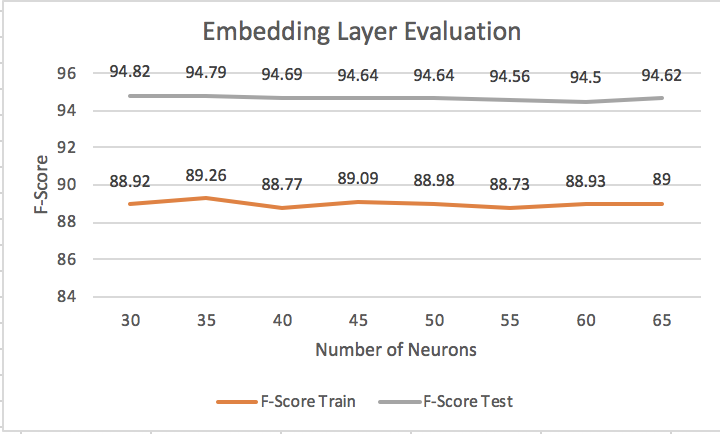 Embedding Layer Evaluation
96
94
92
90
88
86
84
F-Score
94.82 94.79 94.69 94.64 94.64 94.56 94.5 94.62
88.92 89.26 88.77 89.09 88.98 88.73 88.93 89
30 35 40 45 50 55 60 65
Number of Neurons
F-Score Train F-Score Test